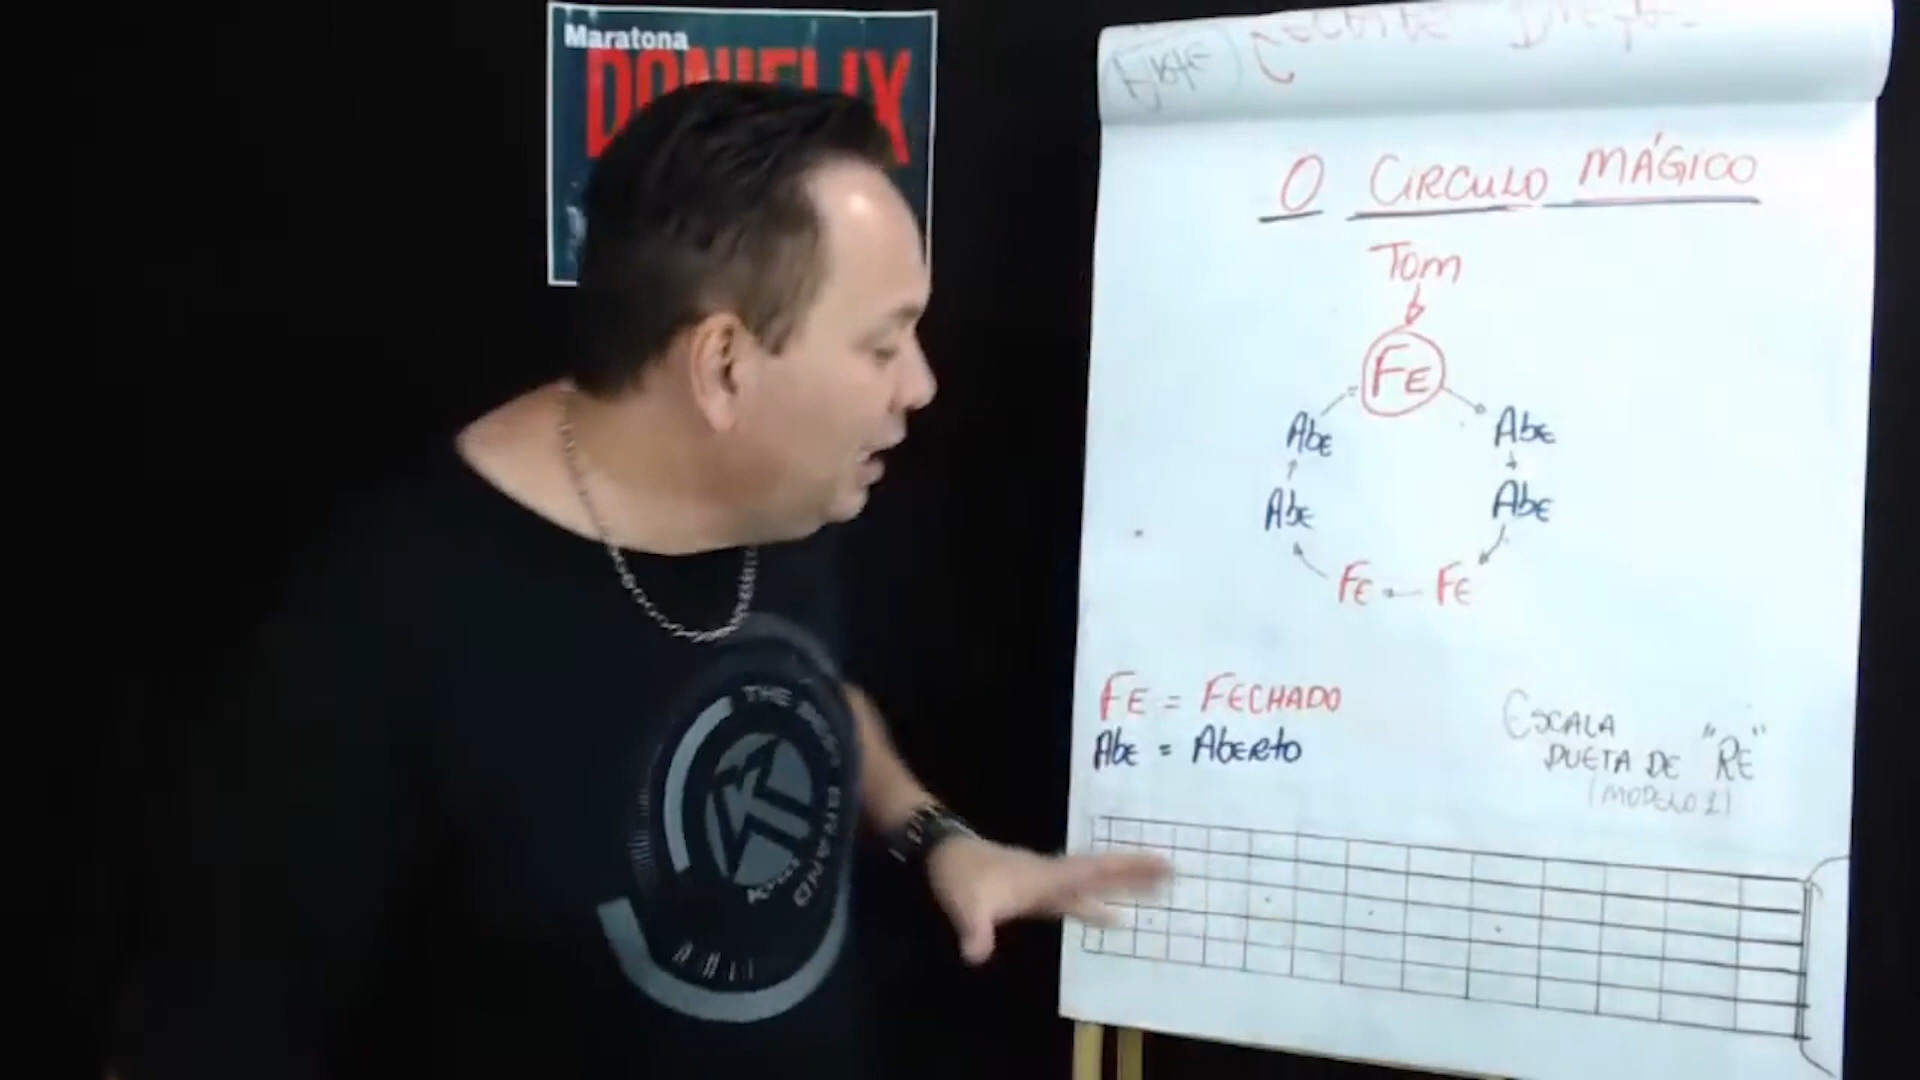 Maratona
DONIFLIX
O CIRCULO MÁGICO
Tom
FE
Abe Abe
Abe Abe
FE FE
FE = FECHADO
Abe = Aberto
ESCALA
DUETA DE "RE"
(MODELO 1)
THE BRAND